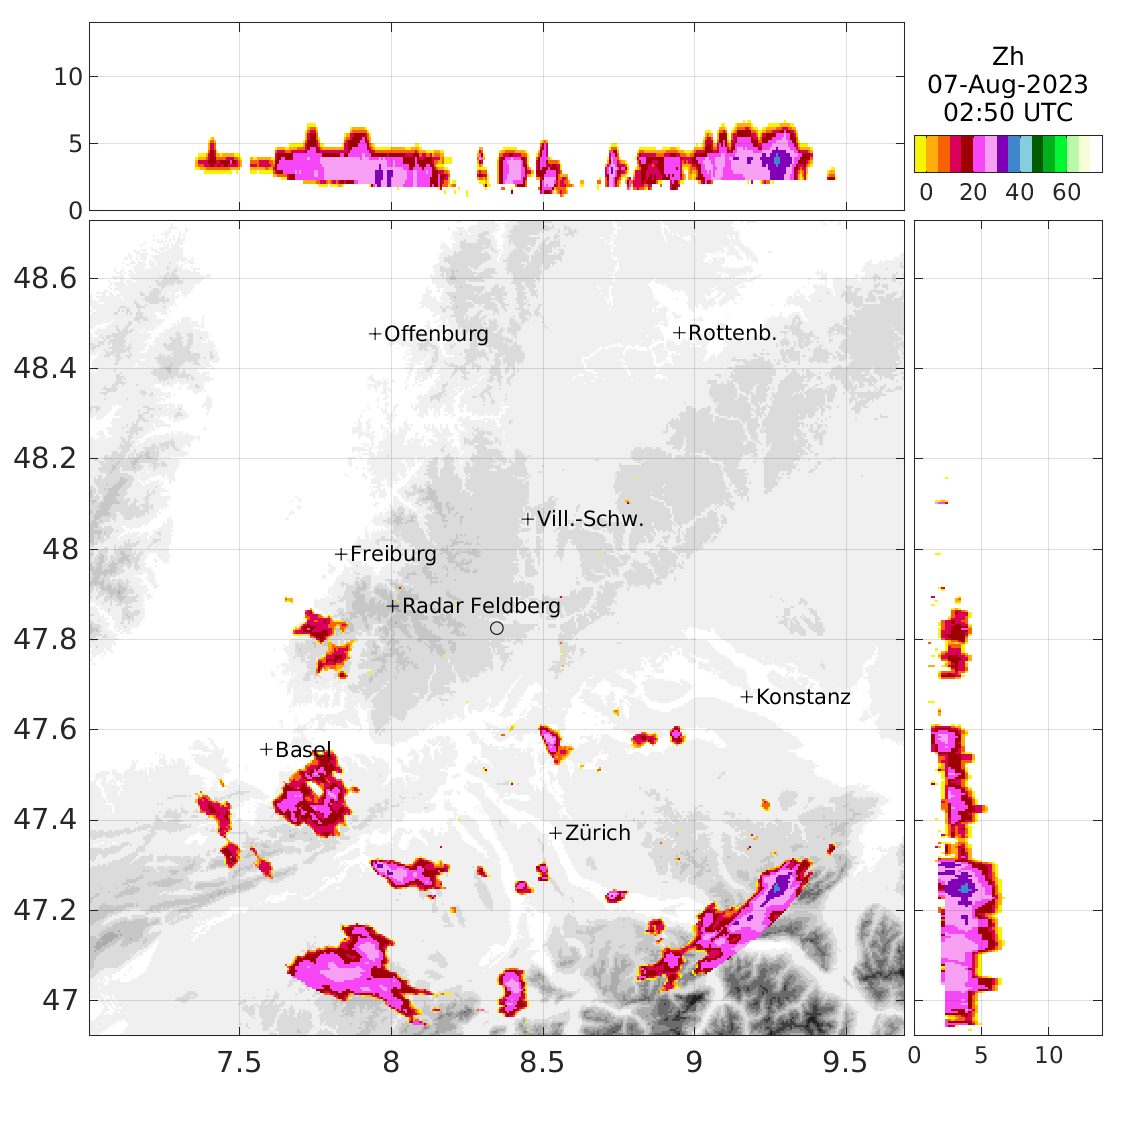 10
5
0
Zh
07-Aug-2023
02:50 UTC
0 20 40 60
48.6
48.4
48.2
48
47.8
47.6
47.4
47.2
47
+Offenburg
+Rottenb.
+Vill.-Schw.
+Freiburg
+Radar Feldberg
+Konstanz
+Basel
+Zürich
7.5 8 8.5 9 9.5
0 5 10